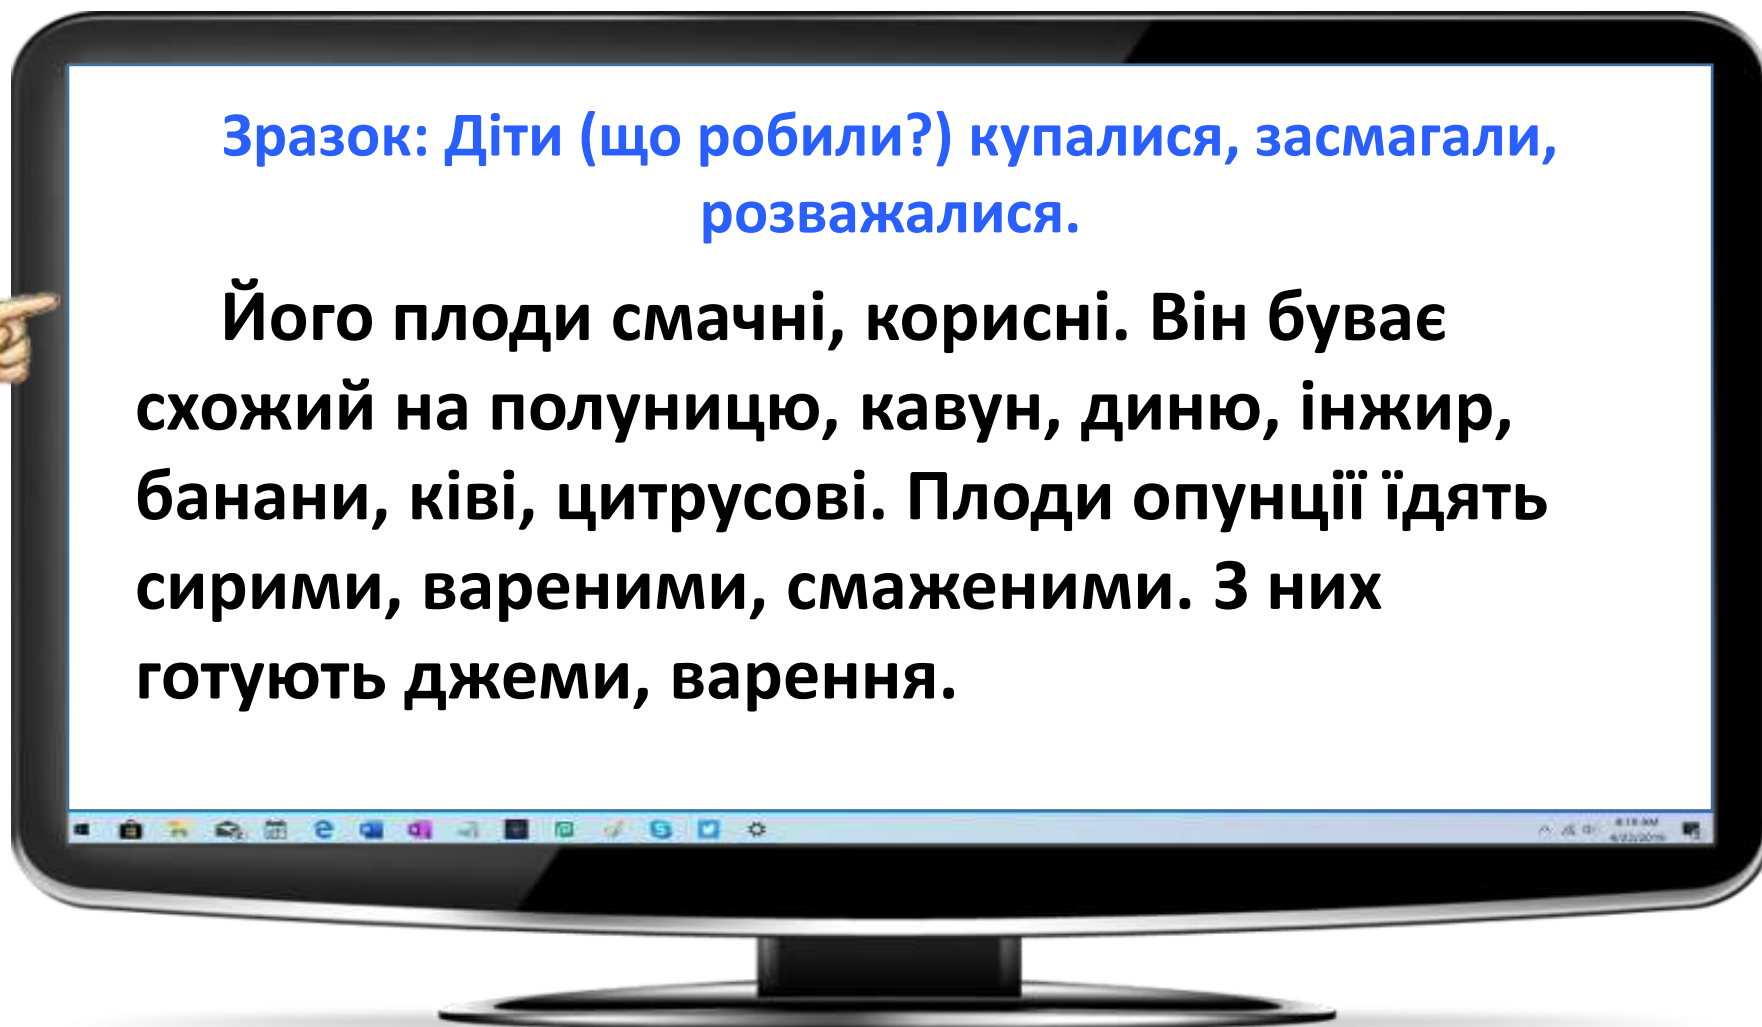 Зразок: Діти (що робили?) купалися, засмагали,
розважалися.
Його плоди смачні, корисні. Він буває
схожий на полуницю, кавун, диню, інжир,
банани, ківі, цитрусові. Плоди опунції їдять
сирими, вареними, смаженими. З них
готують джеми, варення.